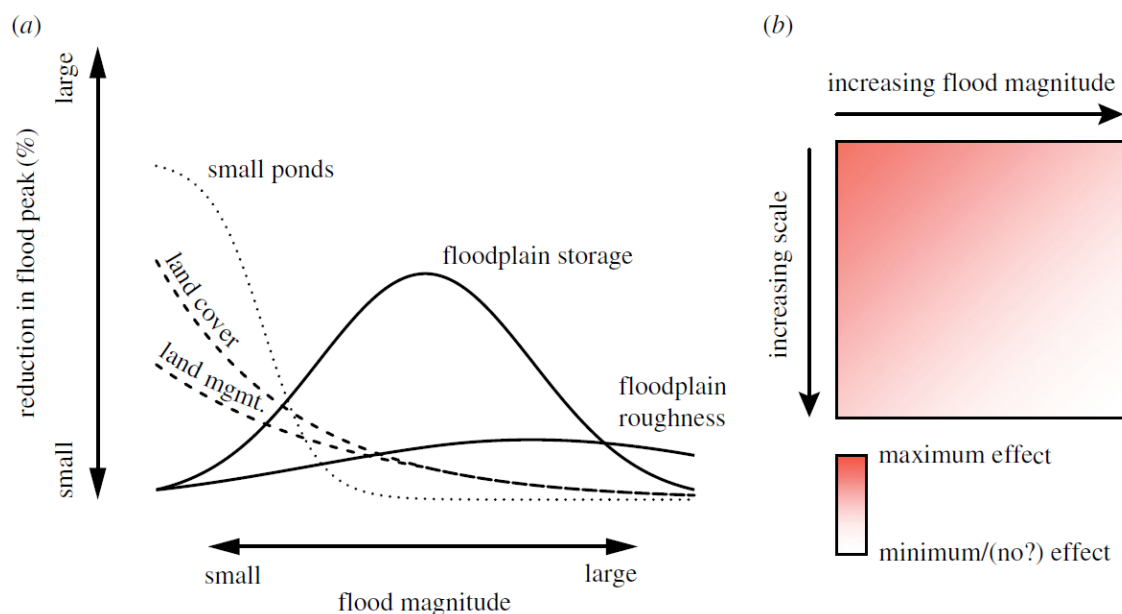 (a)
large
reduction in flood peak (%)
small
small ponds
land cover
land mgmt.
floodplain storage
floodplain
roughness
small
large
flood magnitude
(b)
increasing flood magnitude
increasing scale
maximum effect
minimum/(no?) effect